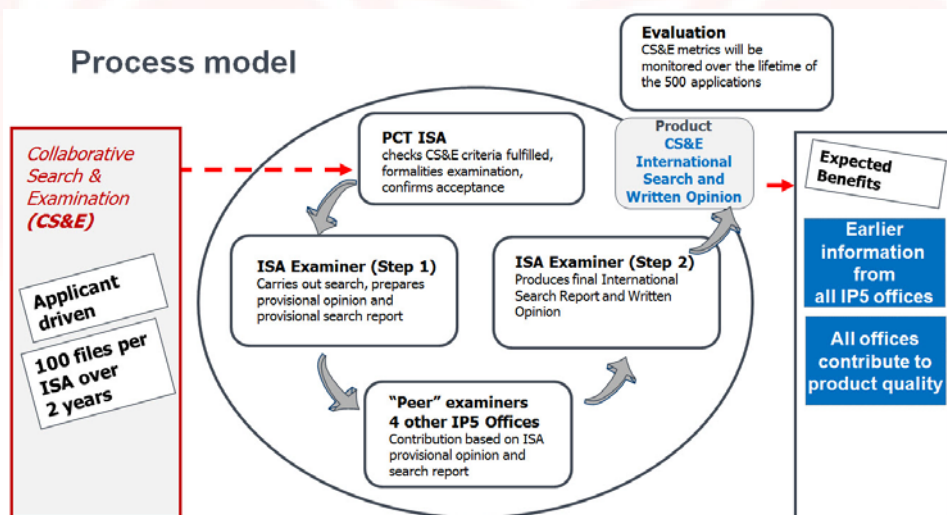 Process model
Evaluation
CS&E metrics will be
monitored over the lifetime of
the 500 applications
Collaborative
Search &
Examination
(CS&E)
Applicant
driven
100 files per
ISA over
2 years
PCT ISA
checks CS&E criteria fulfilled,
formalities examination,
confirms acceptance
ISA Examiner (Step 1)
Carries out search, prepares
provisional opinion and
provisional search report
"Peer" examiners
4 other IP5 Offices
Contribution based on ISA
provisional opinion and
search report
ISA Examiner (Step 2)
Produces final International
Search Report and Written
Opinion
Product
CS&E
International
Search and
Written Opinion
Expected
Benefits
Earlier
information
from
all IP5 offices
All offices
contribute to
product quality